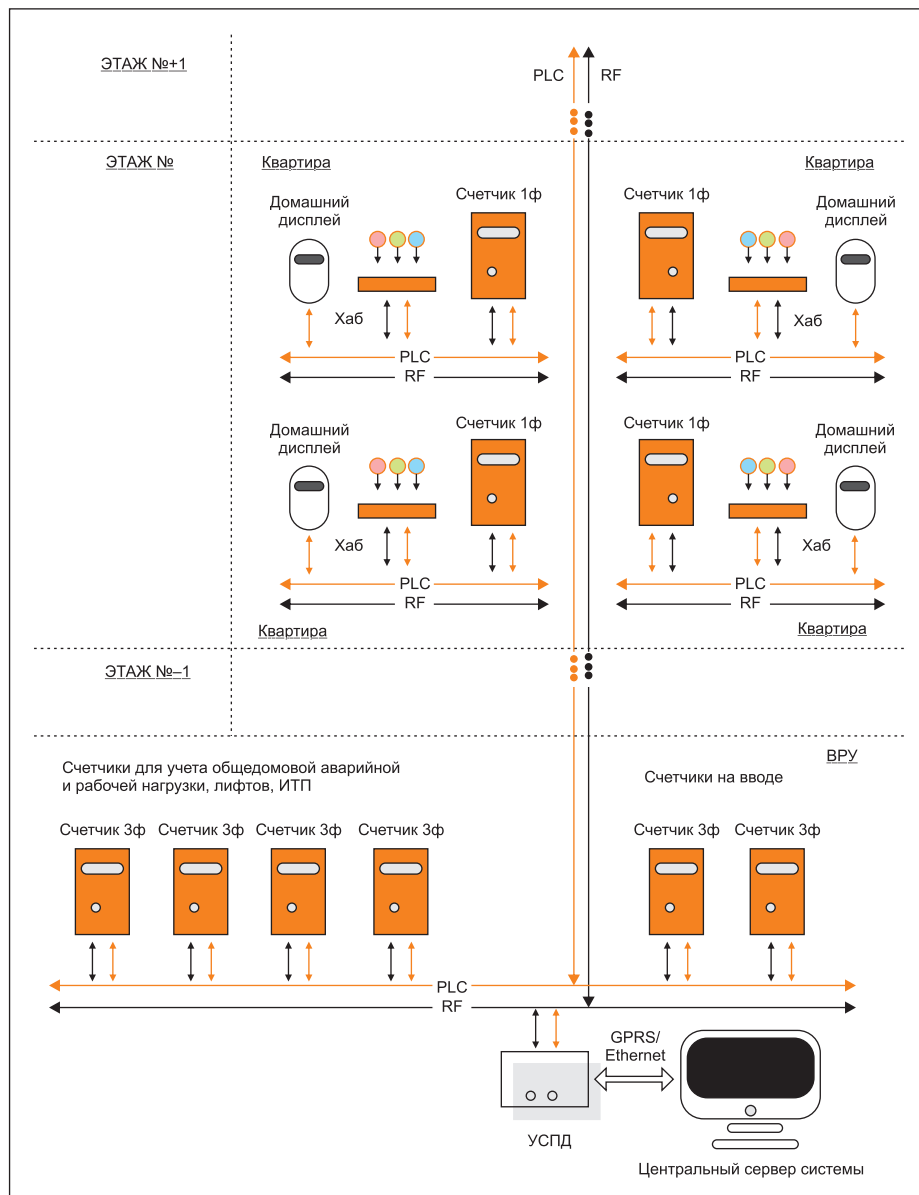 ЭТАЖ №+1
PLC
RF
ЭТАЖ №
Квартира
Квартира
Домашний
дисплей
Счетчик 1ф
Счетчик 1ф
Домашний
дисплей
Хаб
Хаб
PLC
RF
PLC
RF
Домашний
дисплей
Счетчик 1ф
Счетчик 1ф
Домашний
дисплей
Хаб
Хаб
PLC
RF
PLC
RF
Квартира
Квартира
ЭТАЖ №–1
ВРУ
Счетчики для учета общедомовой аварийной
и рабочей нагрузки, лифтов, ИТП
Счетчики на вводе
Счетчик 3ф
Счетчик 3ф
Счетчик 3ф
Счетчик 3ф
Счетчик 3ф
Счетчик 3ф
PLC
RF
GPRS/
Ethernet
УСПД
Центральный сервер системы